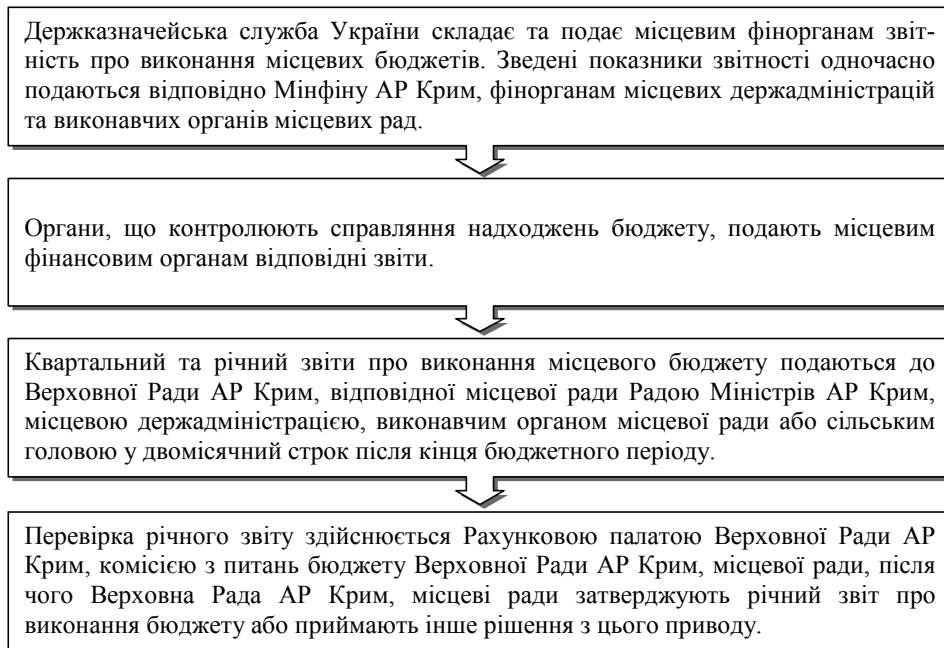 Держказначейська служба України складає та подає місцевим фінорганам звіт-
ність про виконання місцевих бюджетів. Зведені показники звітності одночасно
подаються відповідно Мінфіну АР Крим, фінорганам місцевих держадміністрацій
та виконавчих органів місцевих рад.
Органи, що контролюють справляння надходжень бюджету, подають місцевим
фінансовим органам відповідні звіти.
Квартальний та річний звіти про виконання місцевого бюджету подаються до
Верховної Ради АР Крим, відповідної місцевої ради Радою Міністрів АР Крим,
місцевою держадміністрацією, виконавчим органом місцевої ради або сільським
головою у двомісячний строк після кінця бюджетного періоду.
Перевірка річного звіту здійснюється Рахунковою палатою Верховної Ради АР
Крим, комісією з питань бюджету Верховної Ради АР Крим, місцевої ради, після
чого Верховна Рада АР Крим, місцеві ради затверджують річний звіт про
виконання бюджету або приймають інше рішення з цього приводу.